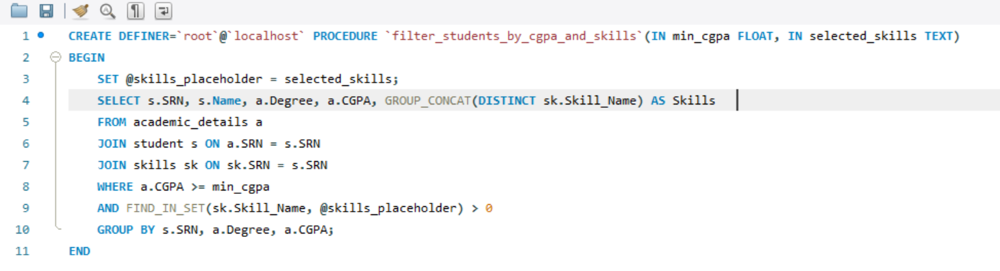 1 CREATE DEFINER=`root`@`localhost` PROCEDURE `filter_students_by_cgpa_and_skills`(IN min_cgpa FLOAT, IN selected_skills TEXT)
2 BEGIN
3 SET @skills_placeholder = selected_skills;
4 SELECT s.SRN, s.Name, a.Degree, a.CGPA, GROUP_CONCAT(DISTINCT sk.Skill_Name) AS Skills
5 FROM academic_details a
6 JOIN student s ON a.SRN = s.SRN
7 JOIN skills sk ON sk.SRN = s.SRN
8 WHERE a.CGPA >= min_cgpa
9 AND FIND_IN_SET(sk.Skill_Name, @skills_placeholder) > 0
10 GROUP BY s.SRN, a.Degree, a.CGPA;
11 END